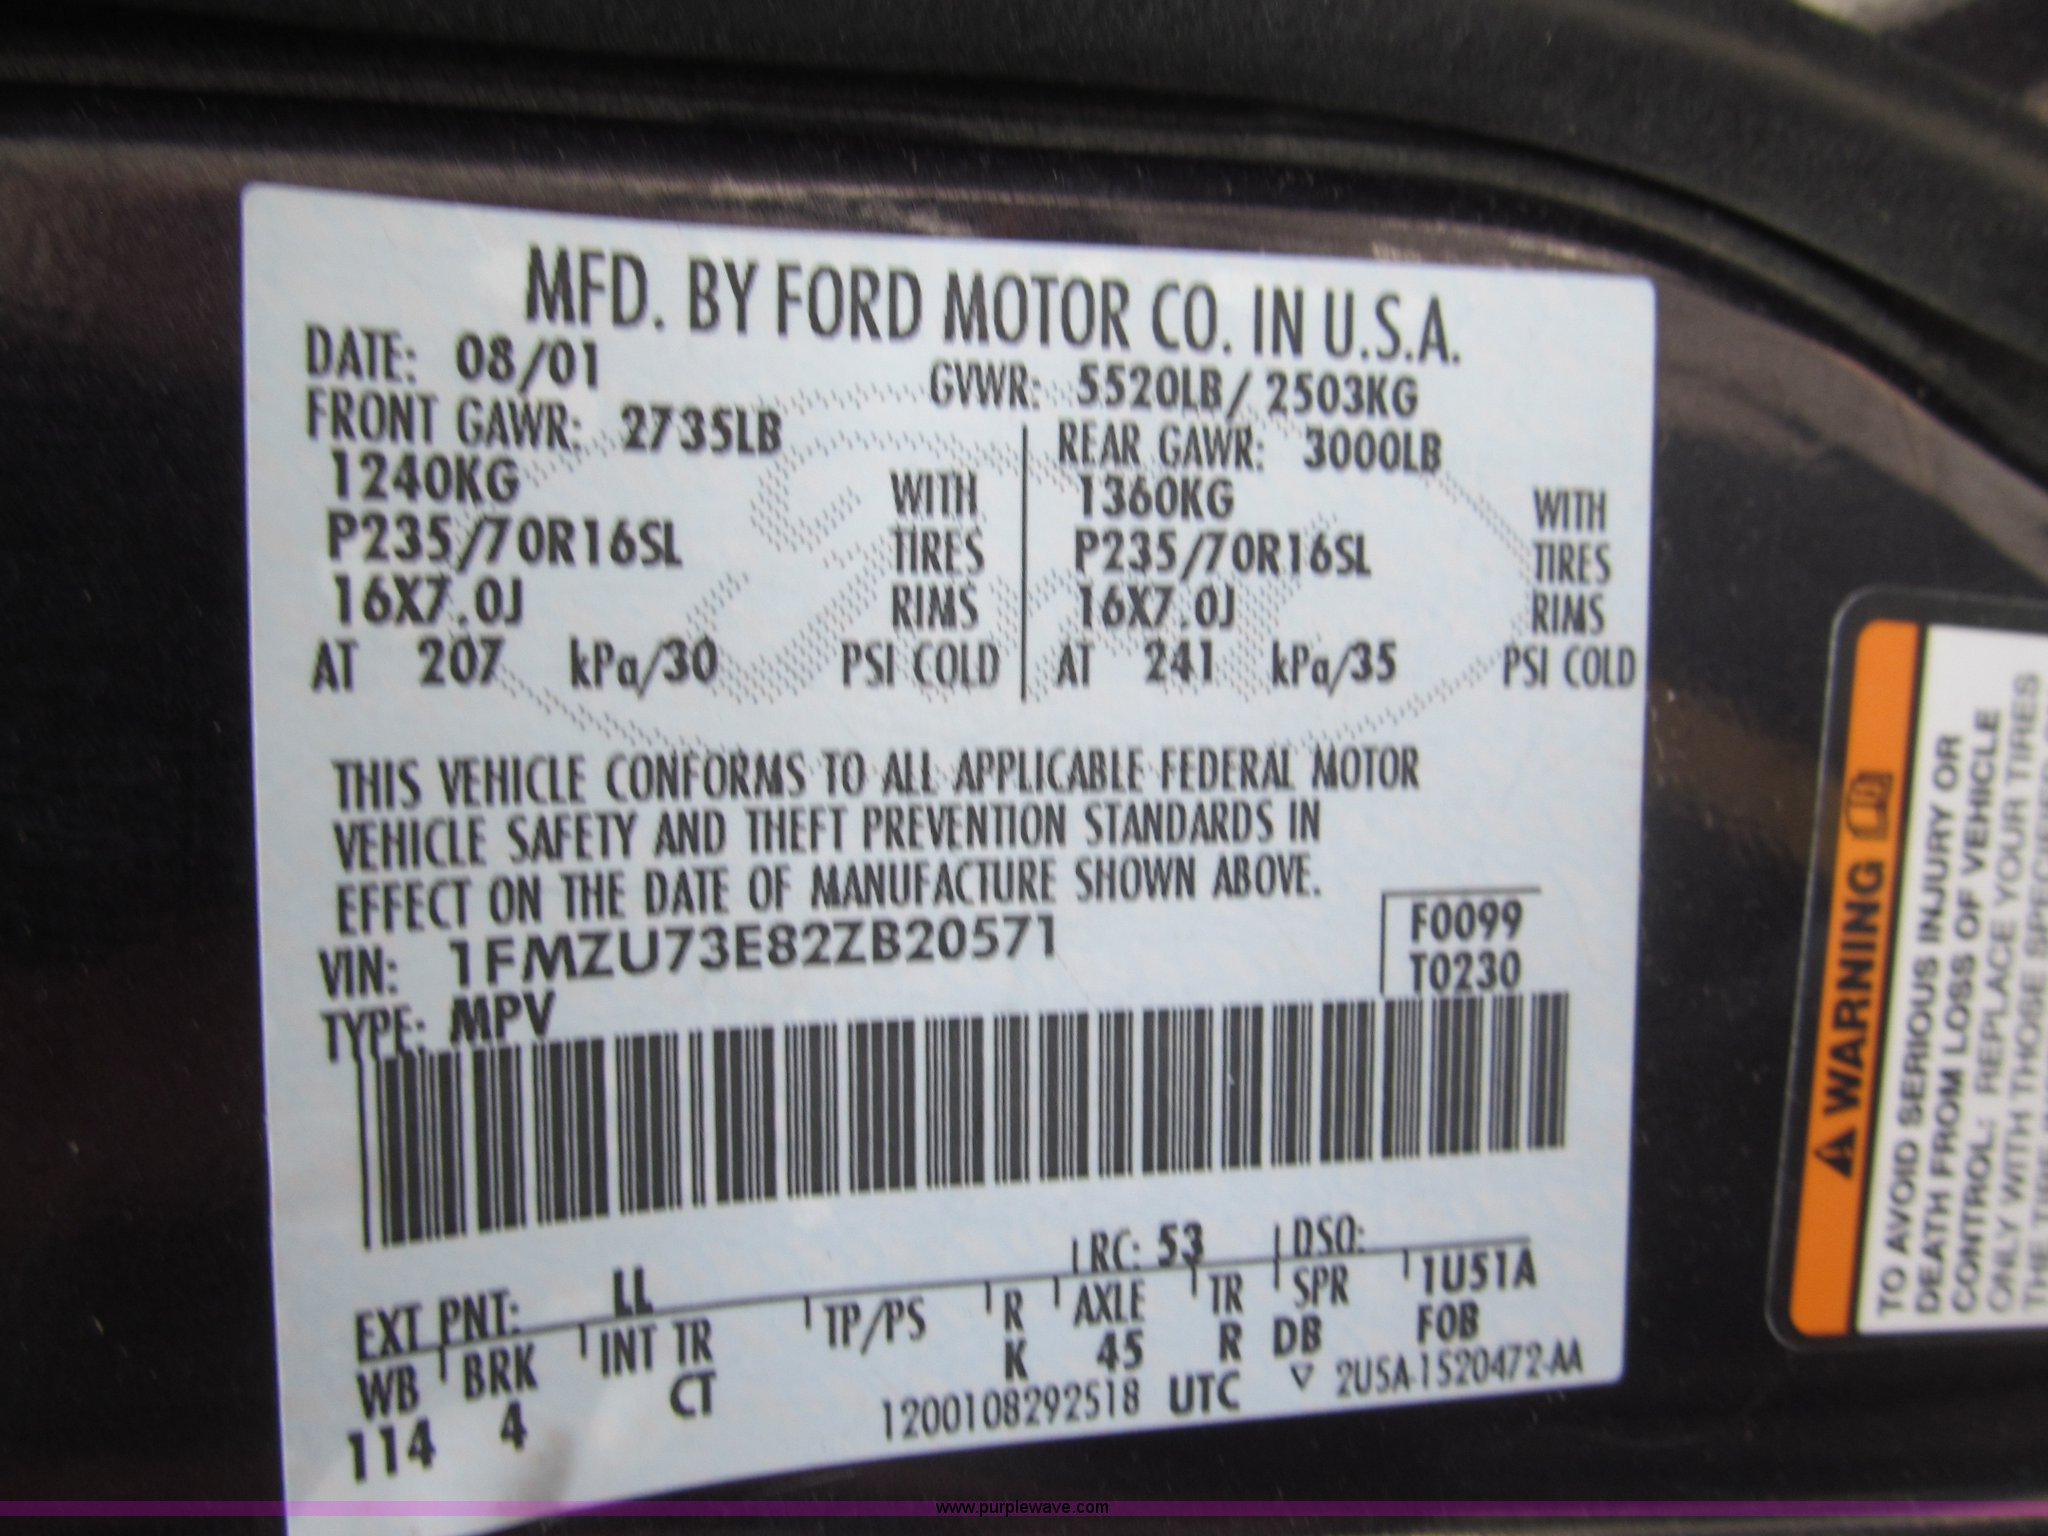 MFD. BY FORD MOTOR CO. IN U.S.A.
DATE: 08/01
GVWR: 5520LB/ 2503KG
FRONT GAWR: 2735LB
1240KG WITH
P235/70R16SL TIRES
16X7.0J RIMS
AT 207 kPa/30 PSI COLD
REAR GAWR: 3000LB
1360KG WITH
P235/70R16SL TIRES
16X7.0J RIMS
AT 241 kPa/35 PSI COLD
THIS VEHICLE CONFORMS TO ALL APPLICABLE FEDERAL MOTOR
VEHICLE SAFETY AND THEFT PREVENTION STANDARDS IN
EFFECT ON THE DATE OF MANUFACTURE SHOWN ABOVE.
VIN: 1FMZU73E82ZB20571
F0099
T0230
TYPE: MPV
EXT PNT: LL RC: 53 DSO:
WB BRK INT TR TP/PS R AXLE TR SPR 1U51A
114 4 CT K 45 R DB FOB
1200108292518 UTC ▽ 2U5A-1520472-AA
⚠ WARNING
TO AVOID SERIOUS INJURY OR
DEATH FROM LOSS OF VEHICLE
CONTROL: REPLACE YOUR TIRES
ONLY WITH THOSE
THE TIRE
www.purplewave.com